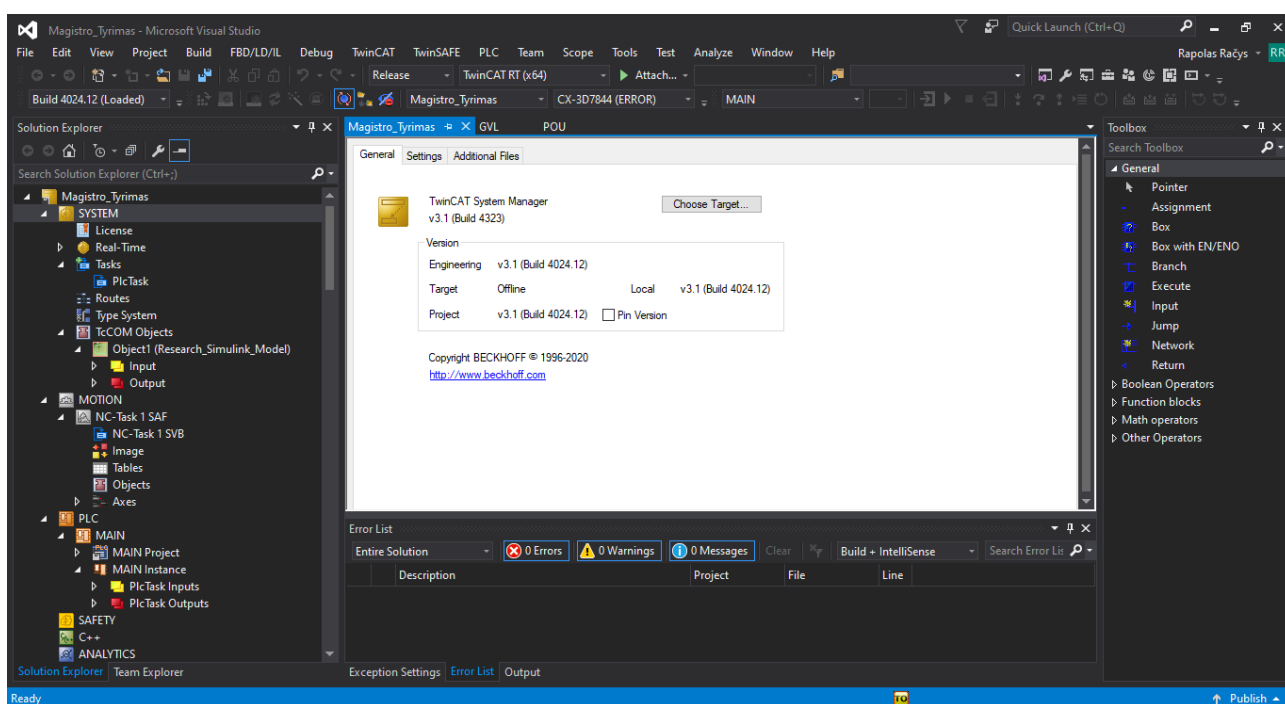 Magistro_Tyrimas - Microsoft Visual Studio
Quick Launch (Ctrl+Q)
File Edit View Project Build FBD/LD/IL Debug TwinCAT TwinSAFE PLC Team Scope Tools Test Analyze Window Help
Rapolas Račys
RR
Release TwinCAT RT (x64) Attach...
Build 4024.12 (Loaded) Magistro_Tyrimas CX-3D7844 (ERROR) MAIN
Solution Explorer
Search Solution Explorer (Ctrl+;)
Magistro_Tyrimas
SYSTEM
License
Real-Time
Tasks
PlcTask
Routes
Type System
TcCOM Objects
Object1 (Research_Simulink_Model)
Input
Output
MOTION
NC-Task 1 SAF
NC-Task 1 SVB
Image
Tables
Objects
Axes
PLC
MAIN
MAIN Project
MAIN Instance
PlcTask Inputs
PlcTask Outputs
SAFETY
C++
ANALYTICS
Solution Explorer Team Explorer
Magistro_Tyrimas GVL POU
General Settings Additional Files
TwinCAT System Manager
v3.1 (Build 4323)
Choose Target...
Version
Engineering v3.1 (Build 4024.12)
Target Offline Local v3.1 (Build 4024.12)
Project v3.1 (Build 4024.12) Pin Version
Copyright BECKHOFF © 1996-2020
http://www.beckhoff.com
Error List
Entire Solution 0 Errors 0 Warnings 0 Messages Clear Build + IntelliSense Search Error Lis
Description Project File Line
Exception Settings Error List Output
Toolbox
Search Toolbox
General
Pointer
Assignment
Box
Box with EN/ENO
Branch
Execute
Input
Jump
Network
Return
Boolean Operators
Function blocks
Math operators
Other Operators
Ready
Publish